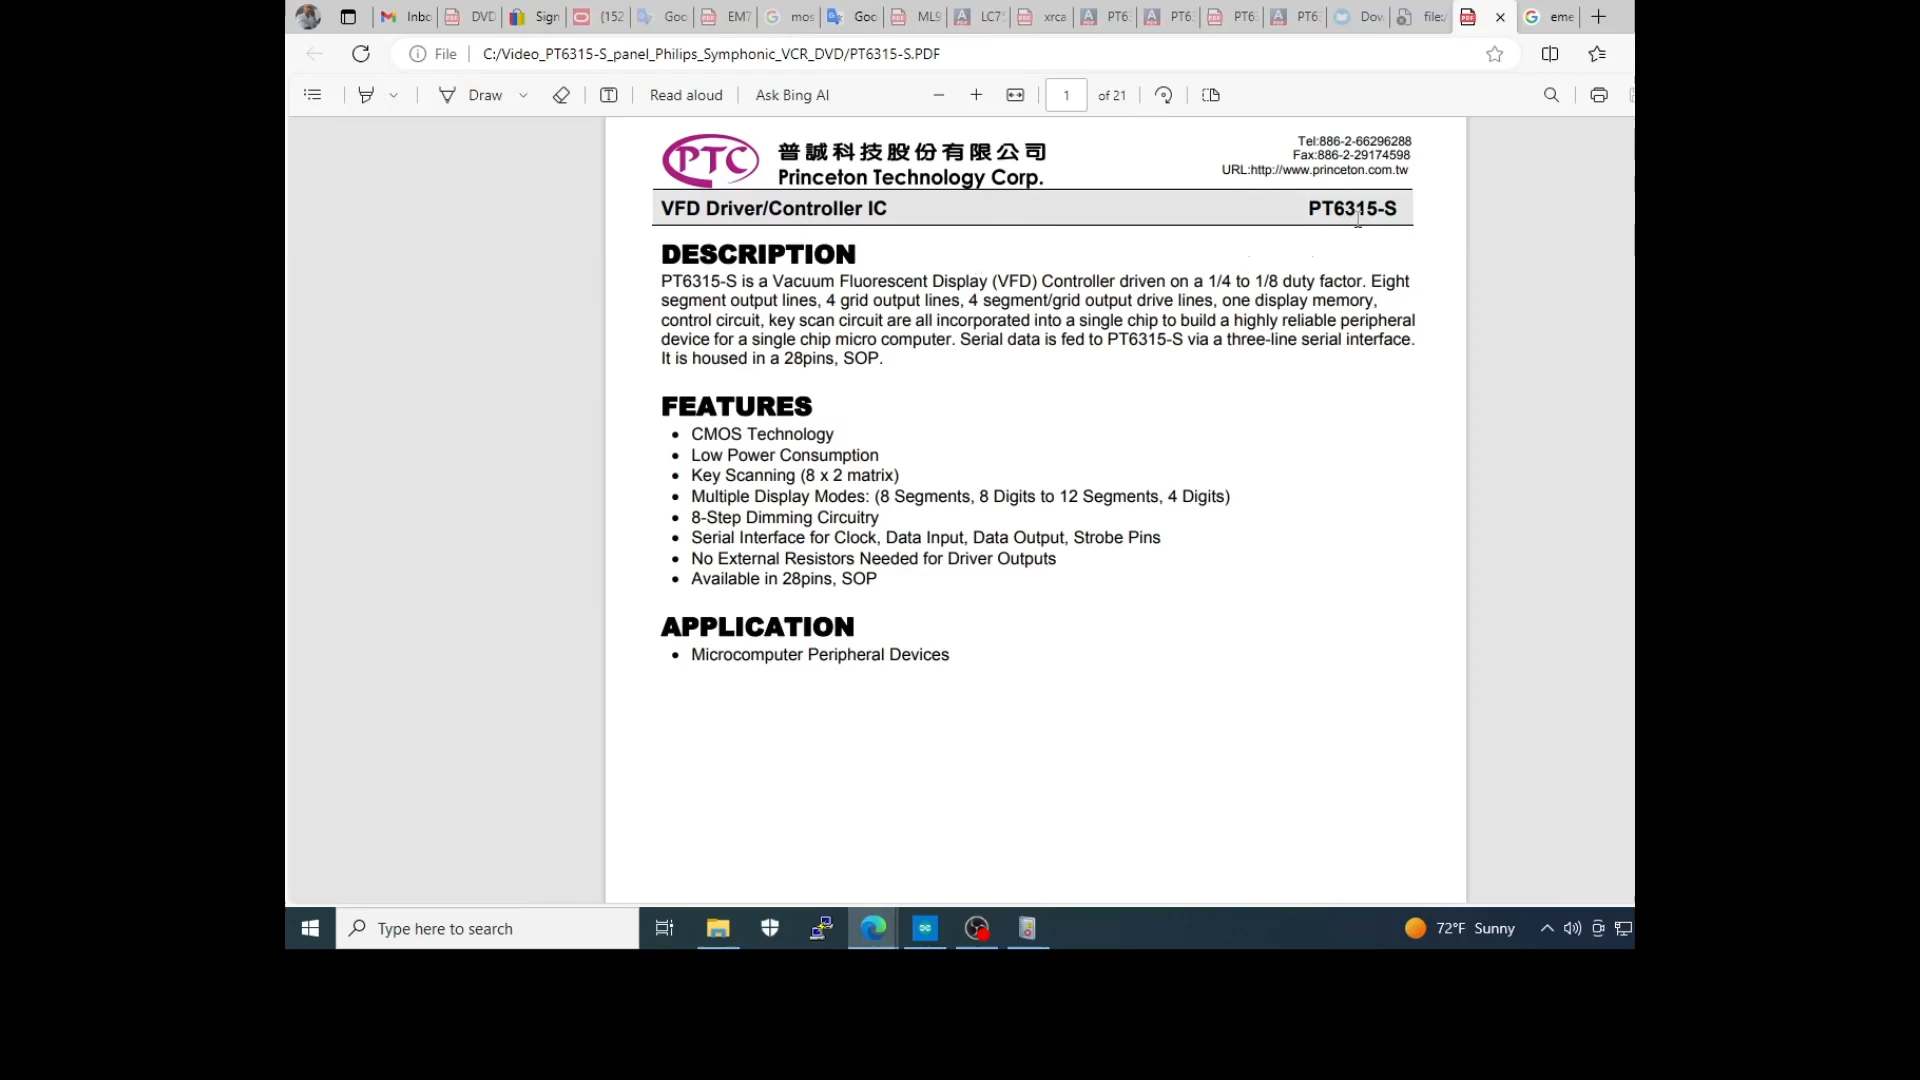 Inbc
DVD
Sign
(152
Goo
EM7
mos
Goc
ML9
LC7
xrca
PT6
PT6
PT6
PT6
Dov
file:/
eme
File
C:/Video_PT6315-S_panel_Philips_Symphonic_VCR_DVD/PT6315-S.PDF
Draw
Read aloud
Ask Bing AI
1 of 21
PTC
普誠科技股份有限公司
Princeton Technology Corp.
Tel:886-2-66296288
Fax:886-2-29174598
URL:http://www.princeton.com.tw
VFD Driver/Controller IC PT6315-S
DESCRIPTION
PT6315-S is a Vacuum Fluorescent Display (VFD) Controller driven on a 1/4 to 1/8 duty factor. Eight
segment output lines, 4 grid output lines, 4 segment/grid output drive lines, one display memory,
control circuit, key scan circuit are all incorporated into a single chip to build a highly reliable peripheral
device for a single chip micro computer. Serial data is fed to PT6315-S via a three-line serial interface.
It is housed in a 28pins, SOP.
FEATURES
• CMOS Technology
• Low Power Consumption
• Key Scanning (8 x 2 matrix)
• Multiple Display Modes: (8 Segments, 8 Digits to 12 Segments, 4 Digits)
• 8-Step Dimming Circuitry
• Serial Interface for Clock, Data Input, Data Output, Strobe Pins
• No External Resistors Needed for Driver Outputs
• Available in 28pins, SOP
APPLICATION
• Microcomputer Peripheral Devices
Type here to search
72°F Sunny